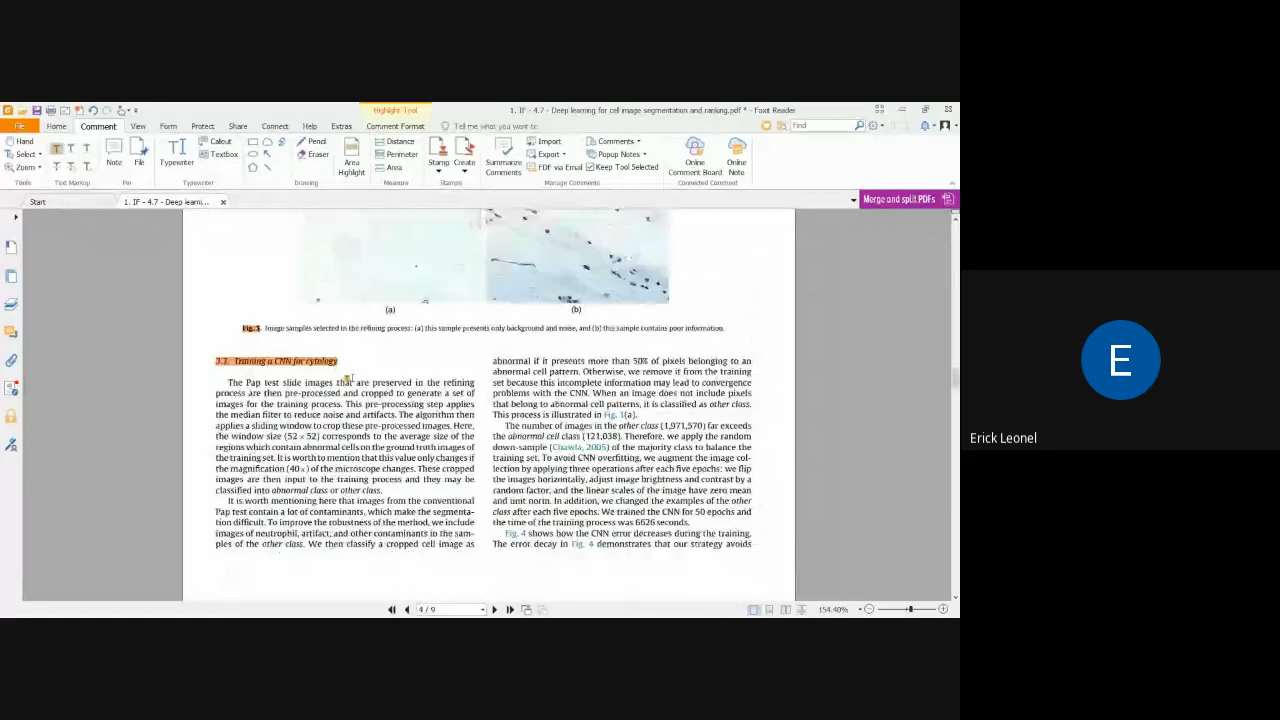 Highlight Tool
1. IF - 4.7 - Deep learning for cell image segmentation and ranking.pdf * - Foxit Reader
File Home Comment View Form Protect Share Connect Help Extras Comment Format Tell me what you want to Find
Hand
Select
Zoom
Tools
Text Markup
Note
File
Pin
Typewriter
Callout
Textbox
Typewriter
Pencil
Eraser
Drawing
Area Highlight
Distance
Perimeter
Area
Measure
Stamp
Create
Stamps
Summarize Comments
Import
Export
FDF via Email
Comments
Popup Notes
Keep Tool Selected
Manage Comments
Online Comment Board
Online Note
Connected Comment
Start
1. IF - 4.7 - Deep learni...
Merge and split PDFs
(a)
(b)
Fig. 3. Image samples selected in the refining process: (a) this sample presents only background and noise, and (b) this sample contains poor information.
3.3. Training a CNN for cytology
The Pap test slide images that are preserved in the refining
process are then pre-processed and cropped to generate a set of
images for the training process. This pre-processing step applies
the median filter to reduce noise and artifacts. The algorithm then
applies a sliding window to crop these pre-processed images. Here,
the window size (52 × 52) corresponds to the average size of the
regions which contain abnormal cells on the ground truth images of
the training set. It is worth to mention that this value only changes if
the magnification (40×) of the microscope changes. These cropped
images are then input to the training process and they may be
classified into abnormal class or other class.
It is worth mentioning here that images from the conventional
Pap test contain a lot of contaminants, which make the segmenta-
tion difficult. To improve the robustness of the method, we include
images of neutrophil, artifact, and other contaminants in the sam-
ples of the other class. We then classify a cropped cell image as
abnormal if it presents more than 50% of pixels belonging to an
abnormal cell pattern. Otherwise, we remove it from the training
set because this incomplete information may lead to convergence
problems with the CNN. When an image does not include pixels
that belong to abnormal cell patterns, it is classified as other class.
This process is illustrated in Fig. 1(a).
The number of images in the other class (1,971,570) far exceeds
the abnormal cell class (121,038). Therefore, we apply the random
down-sample (Chawla, 2005) of the majority class to balance the
training set. To avoid CNN overfitting, we augment the image col-
lection by applying three operations after each five epochs: we flip
the images horizontally, adjust image brightness and contrast by a
random factor, and the linear scales of the image have zero mean
and unit norm. In addition, we changed the examples of the other
class after each five epochs. We trained the CNN for 50 epochs and
the time of the training process was 6626 seconds.
Fig. 4 shows how the CNN error decreases during the training.
The error decay in Fig. 4 demonstrates that our strategy avoids
4 / 9
154.40%
E
Erick Leonel